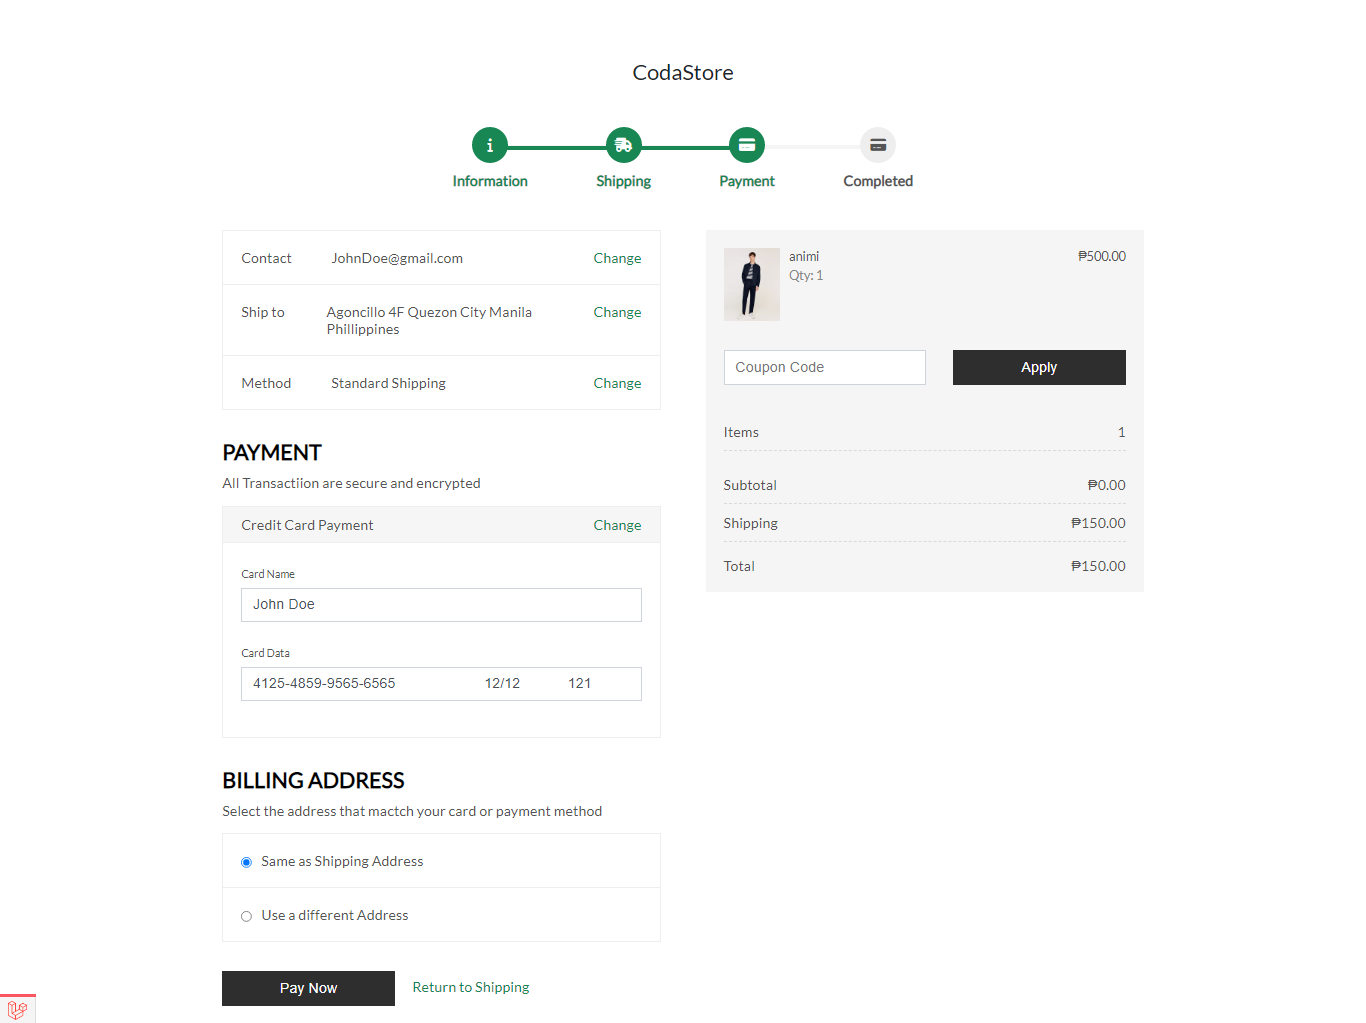 CodaStore
Information
Shipping
Payment
Completed
Contact JohnDoe@gmail.com Change
Ship to Agoncillo 4F Quezon City Manila Change
Phillippines
Method Standard Shipping Change
PAYMENT
All Transactiion are secure and encrypted
Credit Card Payment Change
Card Name
John Doe
Card Data
4125-4859-9565-6565 12/12 121
BILLING ADDRESS
Select the address that mactch your card or payment method
Same as Shipping Address
Use a different Address
Pay Now Return to Shipping
animi ₱500.00
Qty: 1
Coupon Code Apply
Items 1
Subtotal ₱0.00
Shipping ₱150.00
Total ₱150.00